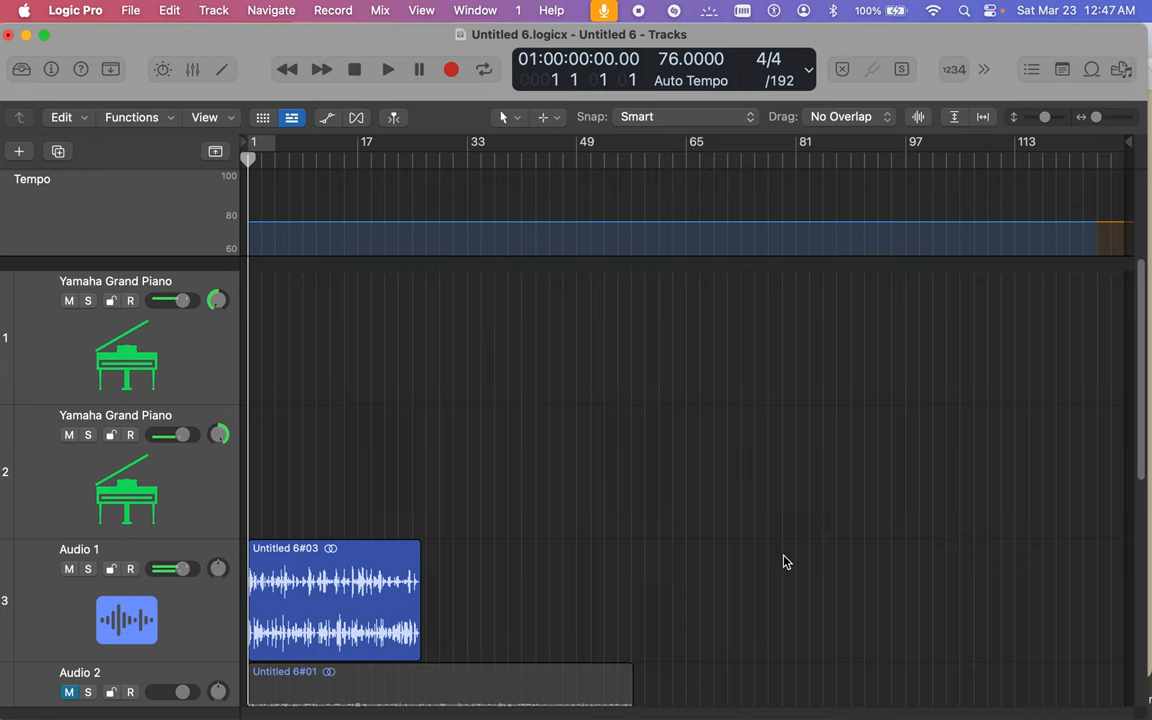 Logic Pro File Edit Track Navigate Record Mix View Window 1 Help 100% Sat Mar 23 12:47 AM
Untitled 6.logicx - Untitled 6 - Tracks
01:00:00:00.00 76.0000 4/4
0001 1 01 01 Auto Tempo /192
1234
Edit Functions View Snap: Smart Drag: No Overlap
1 17 33 49 65 81 97 113
Tempo 100
80
60
Yamaha Grand Piano
M S R
1
Yamaha Grand Piano
M S R
2
Audio 1 Untitled 6#03
M S R
3
Audio 2 Untitled 6#01
M S R